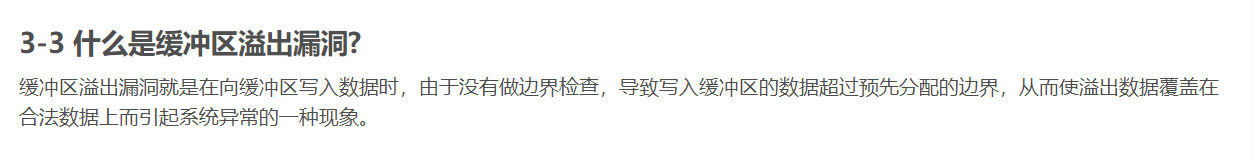 3-3 什么是缓冲区溢出漏洞?
缓冲区溢出漏洞就是在向缓冲区写入数据时，由于没有做边界检查，导致写入缓冲区的数据超过预先分配的边界，从而使溢出数据覆盖在
合法数据上而引起系统异常的一种现象。